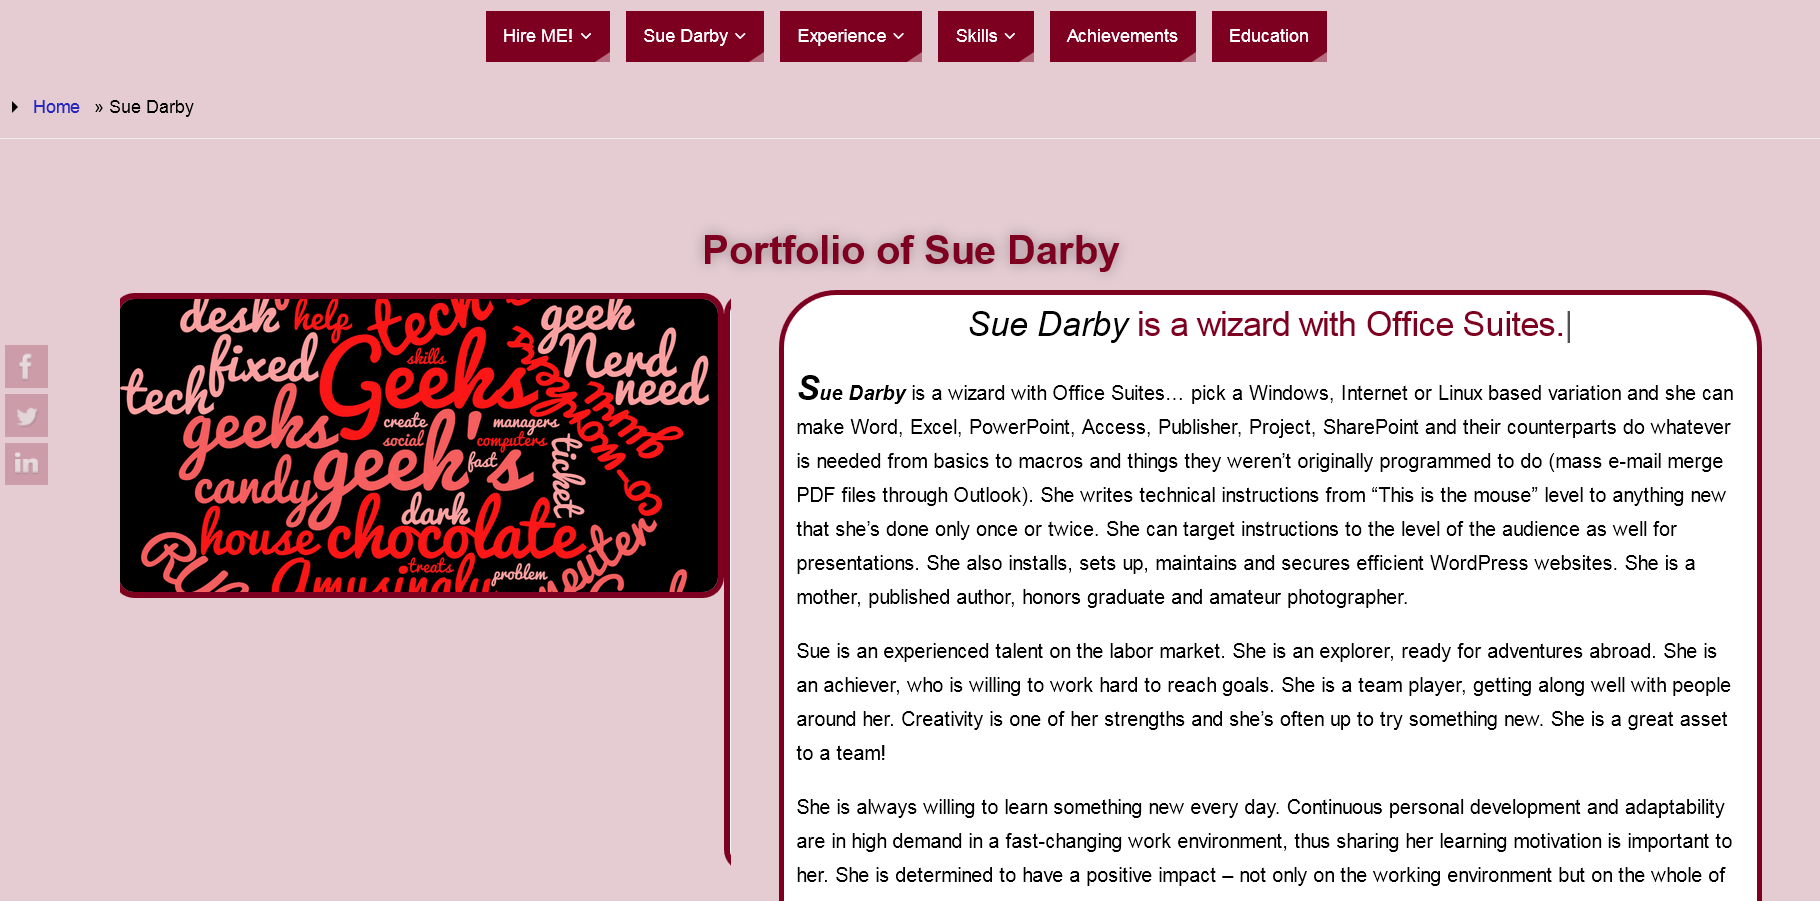 Hire ME! Sue Darby Experience Skills Achievements Education
Home » Sue Darby
Portfolio of Sue Darby
desk help tech geek
fixed skills Nerd
tech Geeks need
geeks create managers
social computers
candy geek's fast ticket
dark
house chocolate
treats
Amusingly problem
Sue Darby is a wizard with Office Suites.
Sue Darby is a wizard with Office Suites… pick a Windows, Internet or Linux based variation and she can
make Word, Excel, PowerPoint, Access, Publisher, Project, SharePoint and their counterparts do whatever
is needed from basics to macros and things they weren’t originally programmed to do (mass e-mail merge
PDF files through Outlook). She writes technical instructions from “This is the mouse” level to anything new
that she’s done only once or twice. She can target instructions to the level of the audience as well for
presentations. She also installs, sets up, maintains and secures efficient WordPress websites. She is a
mother, published author, honors graduate and amateur photographer.
Sue is an experienced talent on the labor market. She is an explorer, ready for adventures abroad. She is
an achiever, who is willing to work hard to reach goals. She is a team player, getting along well with people
around her. Creativity is one of her strengths and she’s often up to try something new. She is a great asset
to a team!
She is always willing to learn something new every day. Continuous personal development and adaptability
are in high demand in a fast-changing work environment, thus sharing her learning motivation is important to
her. She is determined to have a positive impact – not only on the working environment but on the whole of